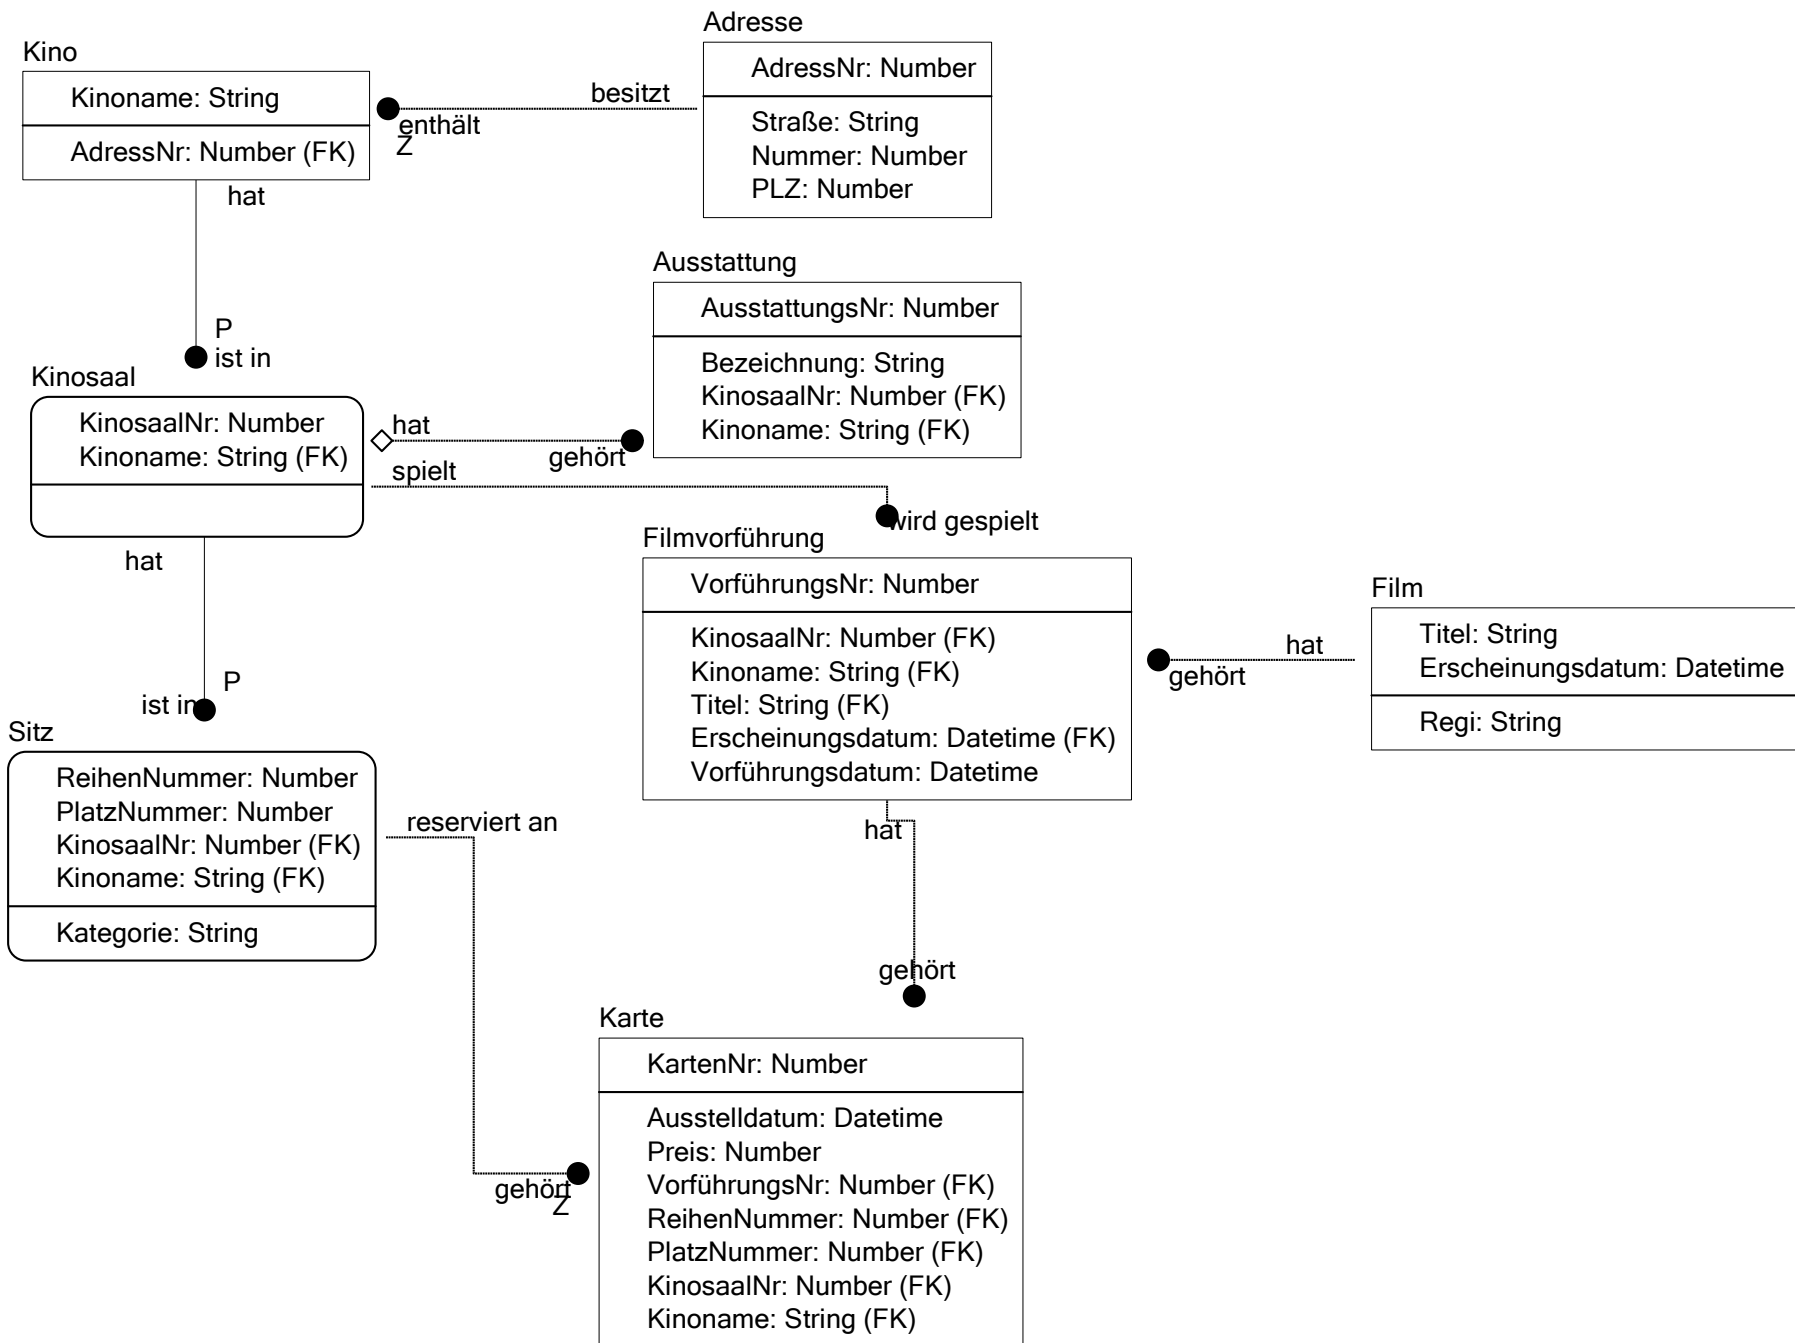 Adresse
AdressNr: Number
Straße: String
Nummer: Number
PLZ: Number
Kino
Kinoname: String
AdressNr: Number (FK)
besitzt
enthält
Z
hat
P
ist in
Ausstattung
AusstattungsNr: Number
Bezeichnung: String
KinosaalNr: Number (FK)
Kinoname: String (FK)
Kinosaal
KinosaalNr: Number
Kinoname: String (FK)
hat
gehört
spielt
wird gespielt
Filmvorführung
VorführungsNr: Number
KinosaalNr: Number (FK)
Kinoname: String (FK)
Titel: String (FK)
Erscheinungsdatum: Datetime (FK)
Vorführungsdatum: Datetime
Film
Titel: String
Erscheinungsdatum: Datetime
Regi: String
hat
gehört
hat
P
ist in
Sitz
ReihenNummer: Number
PlatzNummer: Number
KinosaalNr: Number (FK)
Kinoname: String (FK)
Kategorie: String
reserviert an
hat
gehört
gehört
Z
Karte
KartenNr: Number
Ausstelldatum: Datetime
Preis: Number
VorführungsNr: Number (FK)
ReihenNummer: Number (FK)
PlatzNummer: Number (FK)
KinosaalNr: Number (FK)
Kinoname: String (FK)